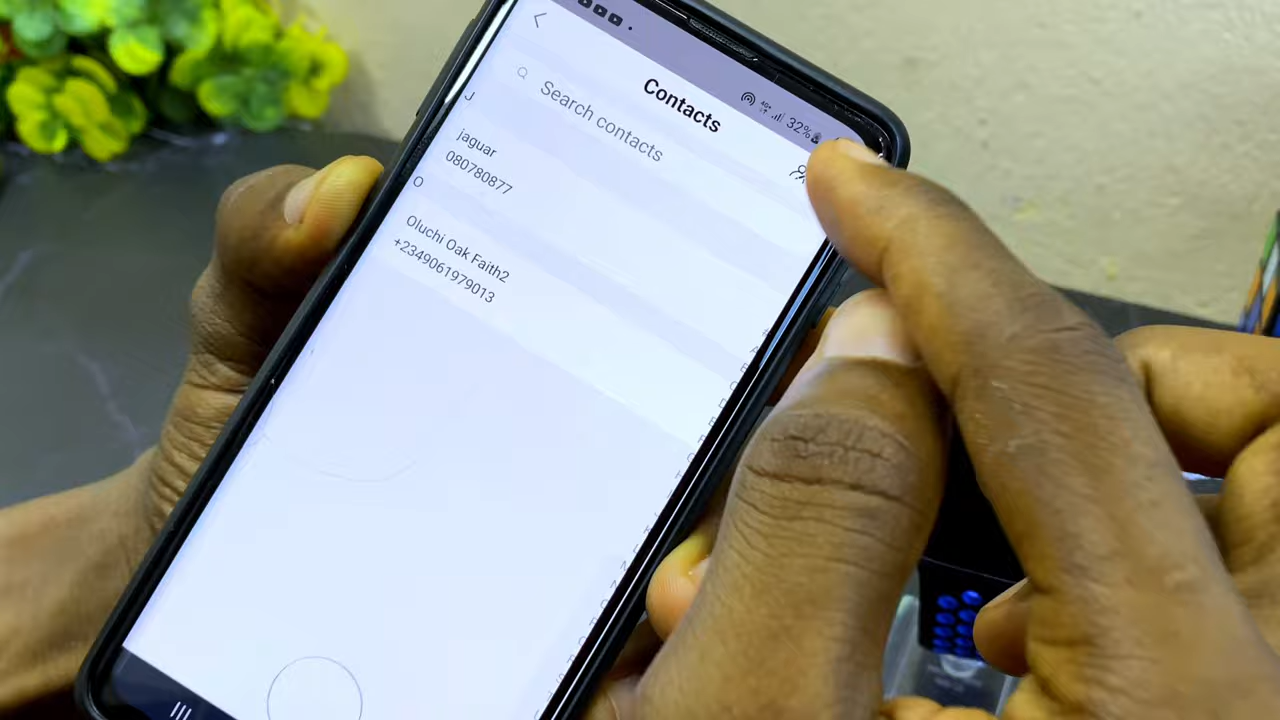 32%
Contacts
Search contacts
J
jaguar
080780877
O
Oluchi Oak Faith2
+2349061979013